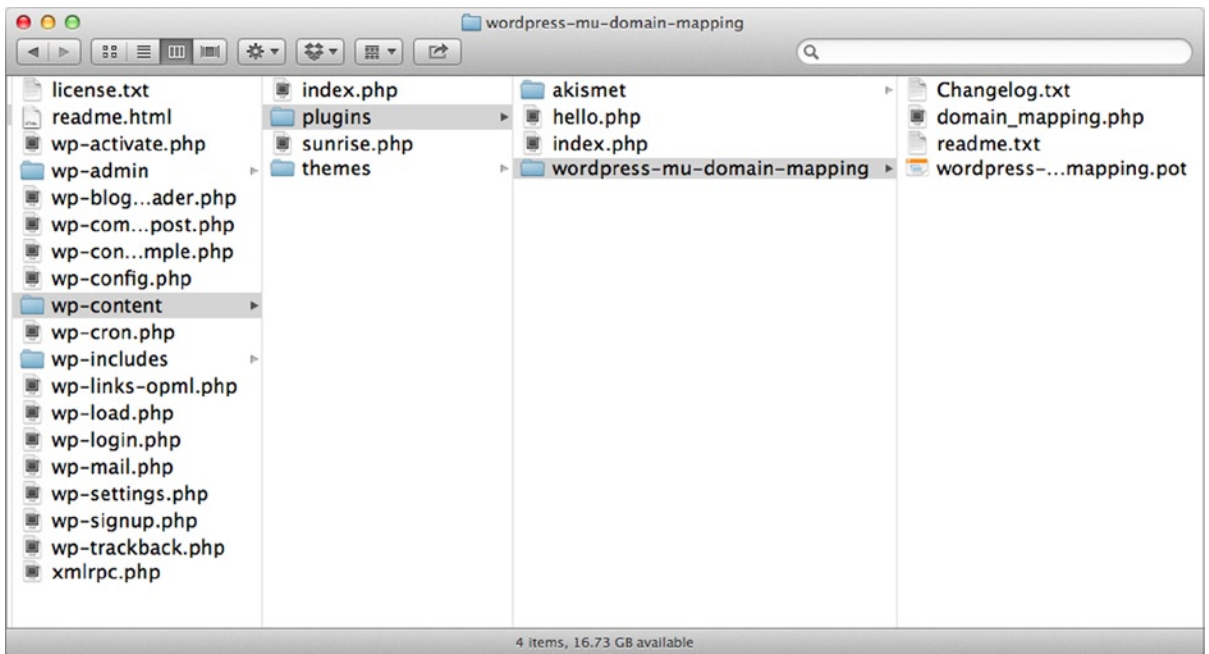 wordpress-mu-domain-mapping
license.txt
readme.html
wp-activate.php
wp-admin
wp-blog...ader.php
wp-com...post.php
wp-con...mple.php
wp-config.php
wp-content
wp-cron.php
wp-includes
wp-links-opml.php
wp-load.php
wp-login.php
wp-mail.php
wp-settings.php
wp-signup.php
wp-trackback.php
xmlrpc.php
index.php
plugins
sunrise.php
themes
akismet
hello.php
index.php
wordpress-mu-domain-mapping
Changelog.txt
domain_mapping.php
readme.txt
wordpress-...mapping.pot
4 items, 16.73 GB available